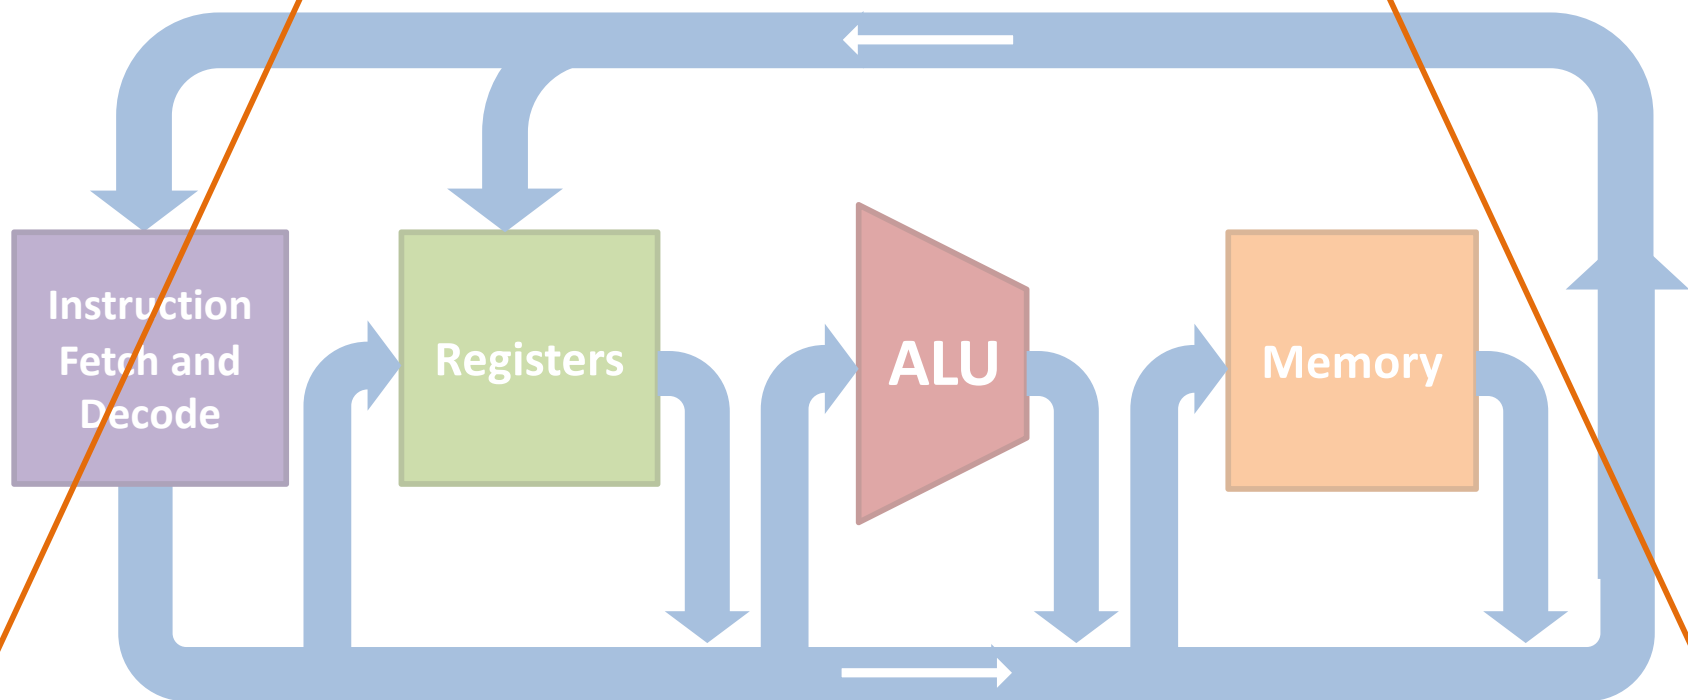 Instruction
Fetch and
Decode
Registers
ALU
Memory